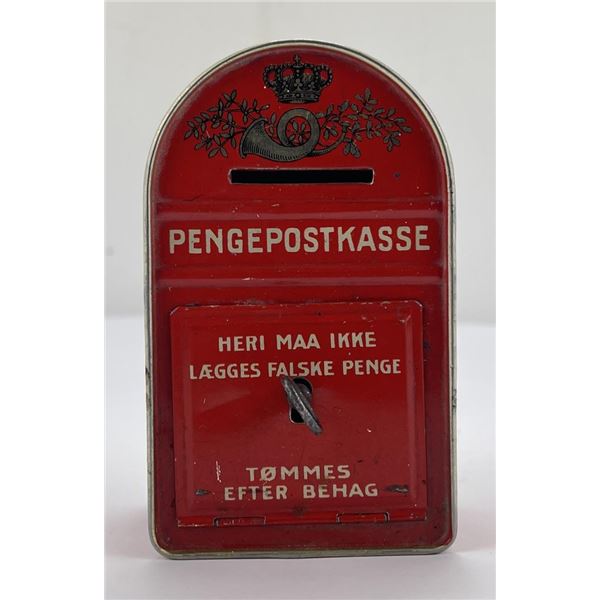 PENGEPOSTKASSE
HERI MAA IKKE
LÆGGES FALSKE PENGE
TØMMES
EFTER BEHAG